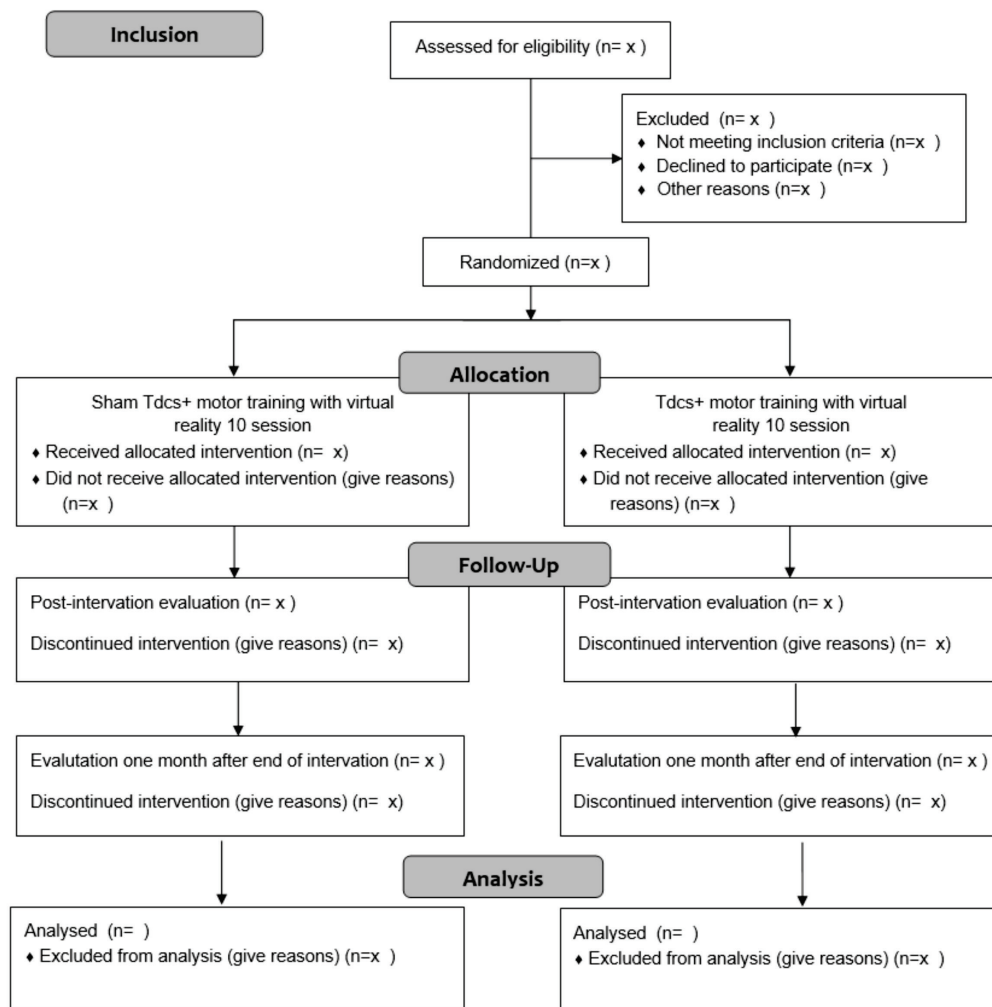 Inclusion
Assessed for eligibility (n= x )
Excluded (n= x )
♦ Not meeting inclusion criteria (n=x )
♦ Declined to participate (n=x )
♦ Other reasons (n=x )
Randomized (n=x )
Allocation
Sham Tdcs+ motor training with virtual
reality 10 session
♦ Received allocated intervention (n= x)
♦ Did not receive allocated intervention (give reasons)
(n=x )
Tdcs+ motor training with virtual
reality 10 session
♦ Received allocated intervention (n= x)
♦ Did not receive allocated intervention (give
reasons) (n=x )
Follow-Up
Post-intervation evaluation (n= x )
Discontinued intervention (give reasons) (n= x)
Post-intervation evaluation (n= x )
Discontinued intervention (give reasons) (n= x)
Evalutation one month after end of intervation (n= x )
Discontinued intervention (give reasons) (n= x)
Evalutation one month after end of intervation (n= x )
Discontinued intervention (give reasons) (n= x)
Analysis
Analysed (n= )
♦ Excluded from analysis (give reasons) (n=x )
Analysed (n= )
♦ Excluded from analysis (give reasons) (n=x )